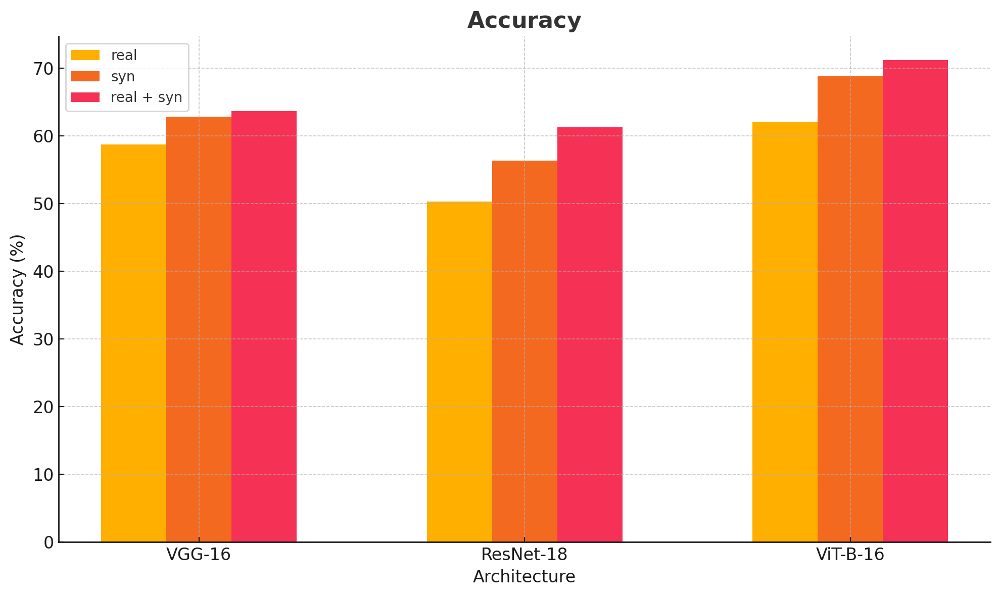 Accuracy
real
syn
real + syn
70
60
50
40
30
20
10
0
Accuracy (%)
VGG-16
ResNet-18
ViT-B-16
Architecture